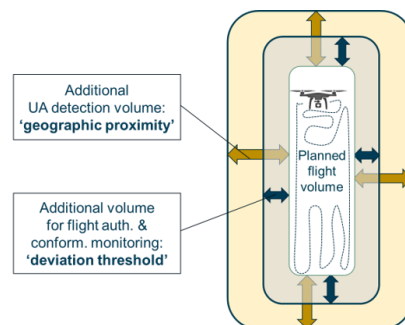 Additional
UA detection volume:
‘geographic proximity’
Planned
flight
volume
Additional volume
for flight auth. &
conform. monitoring:
‘deviation threshold’